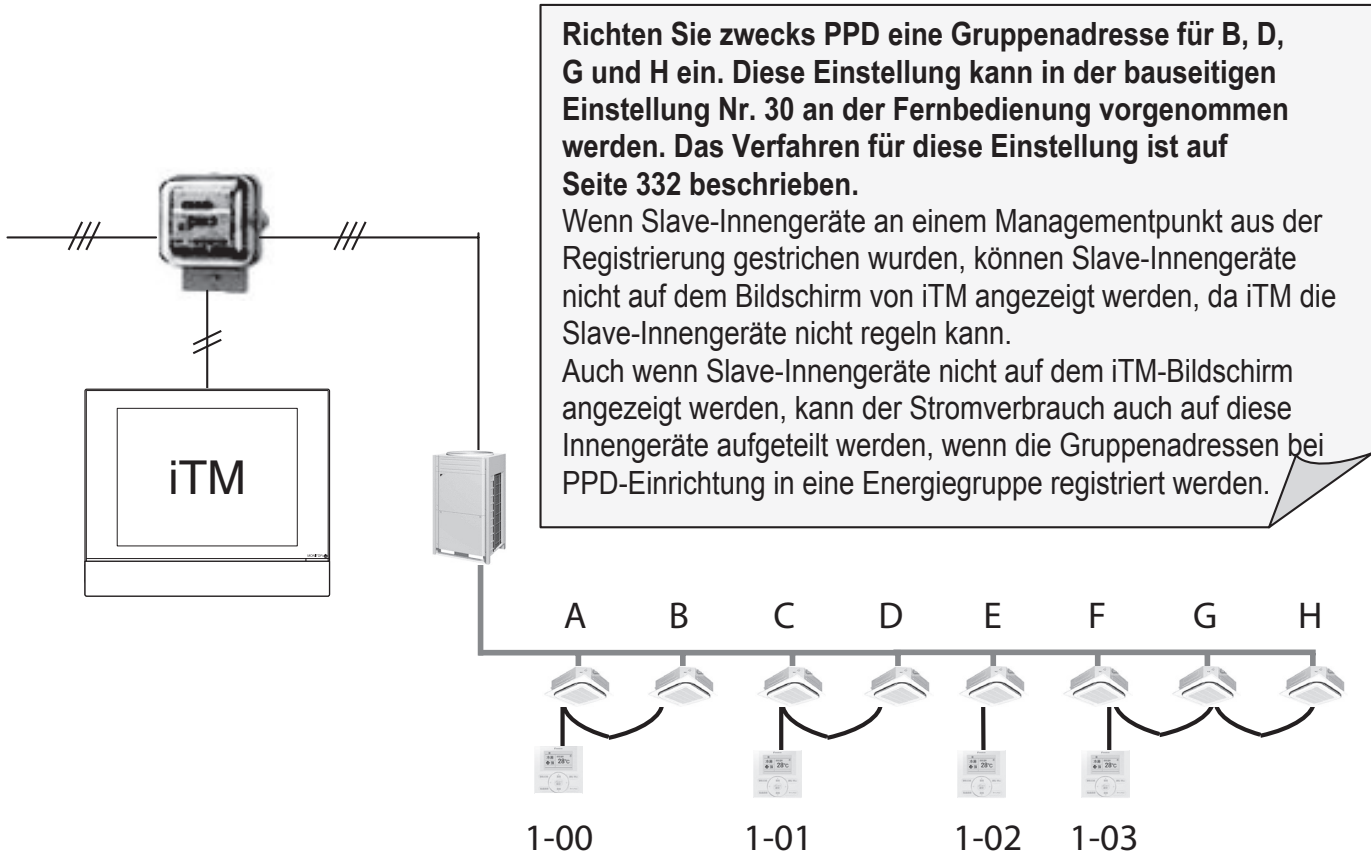 Richten Sie zwecks PPD eine Gruppenadresse für B, D,
G und H ein. Diese Einstellung kann in der bauseitigen
Einstellung Nr. 30 an der Fernbedienung vorgenommen
werden. Das Verfahren für diese Einstellung ist auf
Seite 332 beschrieben.
Wenn Slave-Innengeräte an einem Managementpunkt aus der
Registrierung gestrichen wurden, können Slave-Innengeräte
nicht auf dem Bildschirm von iTM angezeigt werden, da iTM die
Slave-Innengeräte nicht regeln kann.
Auch wenn Slave-Innengeräte nicht auf dem iTM-Bildschirm
angezeigt werden, kann der Stromverbrauch auch auf diese
Innengeräte aufgeteilt werden, wenn die Gruppenadressen bei
PPD-Einrichtung in eine Energiegruppe registriert werden.
iTM
A B C D E F G H
28°C 28°C 28°C 28°C
1-00 1-01 1-02 1-03